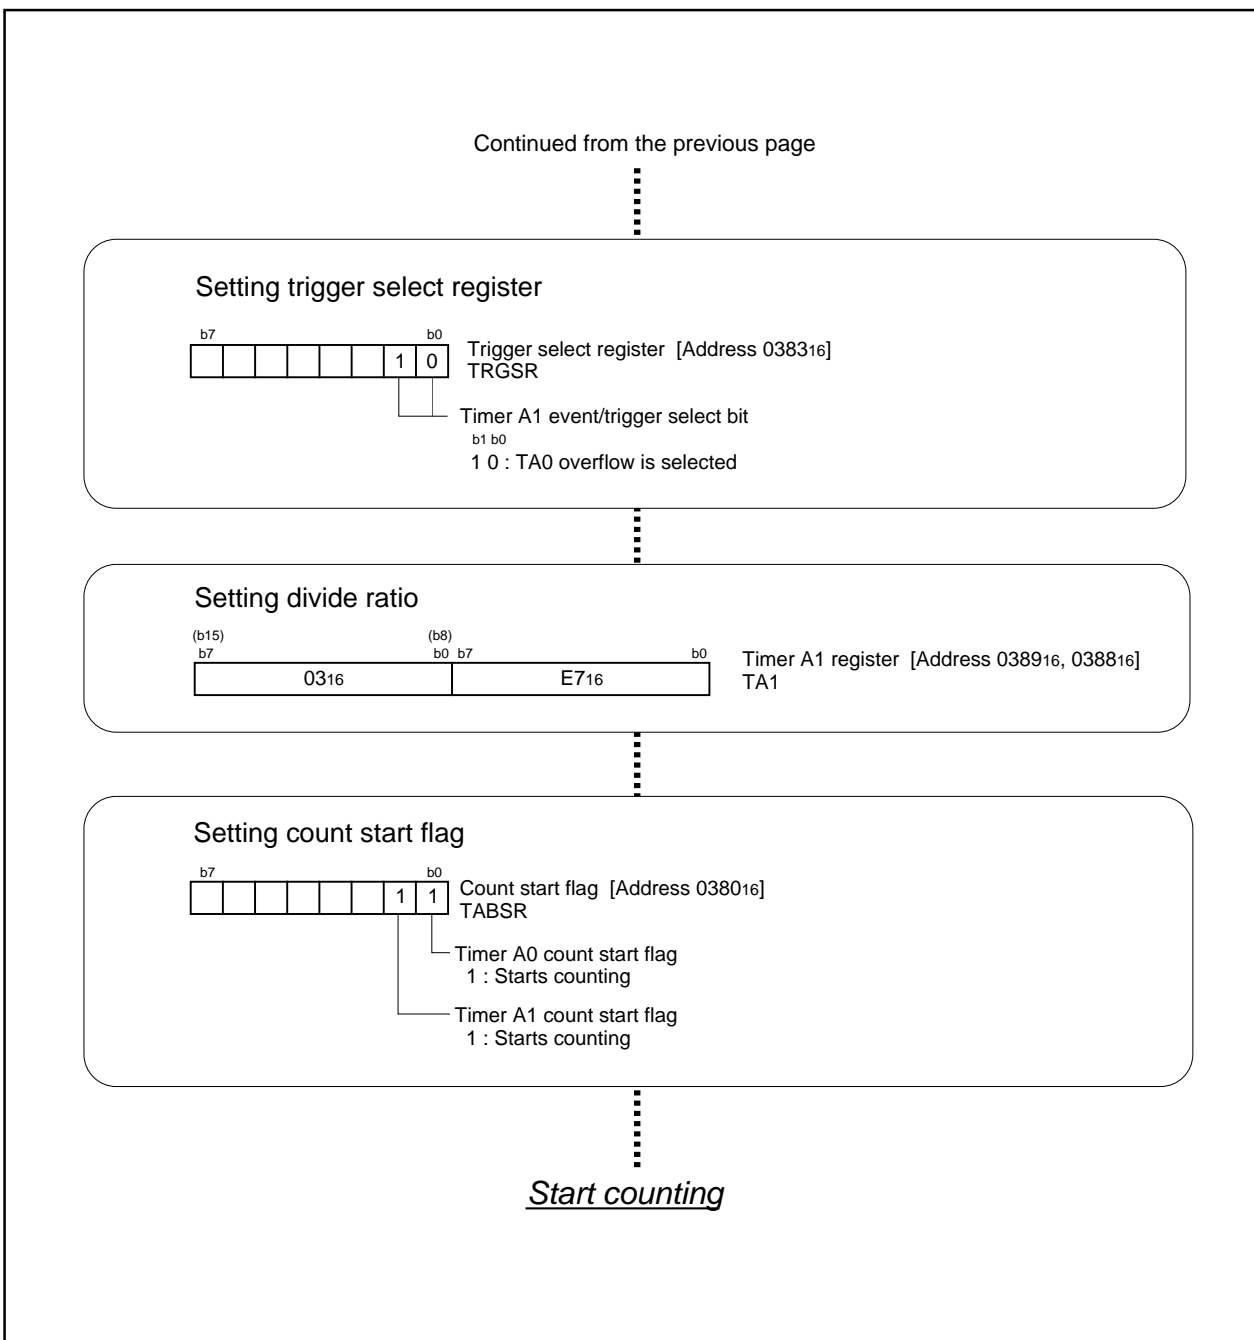 Continued from the previous page
Setting trigger select register
b7 b0
1 0
Trigger select register [Address 038316]
TRGSR
Timer A1 event/trigger select bit
b1 b0
1 0 : TA0 overflow is selected
Setting divide ratio
(b15) (b8)
b7 b0 b7 b0
0316 E716
Timer A1 register [Address 038916, 038816]
TA1
Setting count start flag
b7 b0
1 1
Count start flag [Address 038016]
TABSR
Timer A0 count start flag
1 : Starts counting
Timer A1 count start flag
1 : Starts counting
Start counting